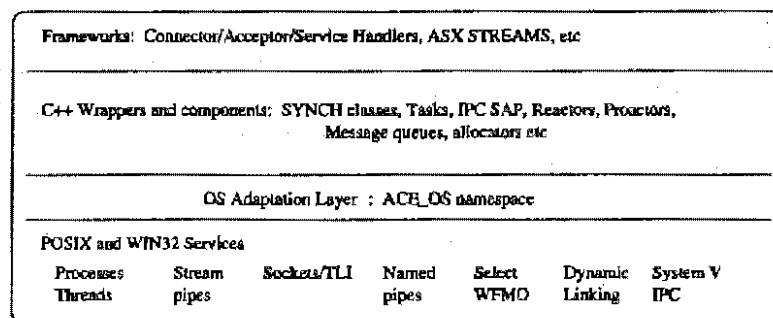 Frameworks: Connector/Acceptor/Service Handlers, ASX STREAMS, etc
C++ Wrappers and components: SYNCH classes, Tasks, IPC SAP, Reactors, Proactors,
Message queues, allocators etc
OS Adaptation Layer : ACE_OS namespace
POSIX and WIN32 Services
Processes Stream Sockets/TLI Named Select Dynamic System V
Threads pipes pipes WFMO Linking IPC